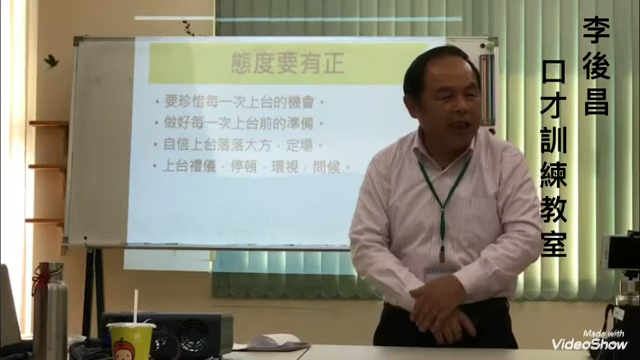 態度要有正
• 要珍惜每一次上台的機會。
• 做好每一次上台前的準備。
• 自信上台落落大方﹒定場。
• 上台禮儀﹒停頓﹒環視﹒問候。
李後昌
口才訓練教室
Made with
VideoShow